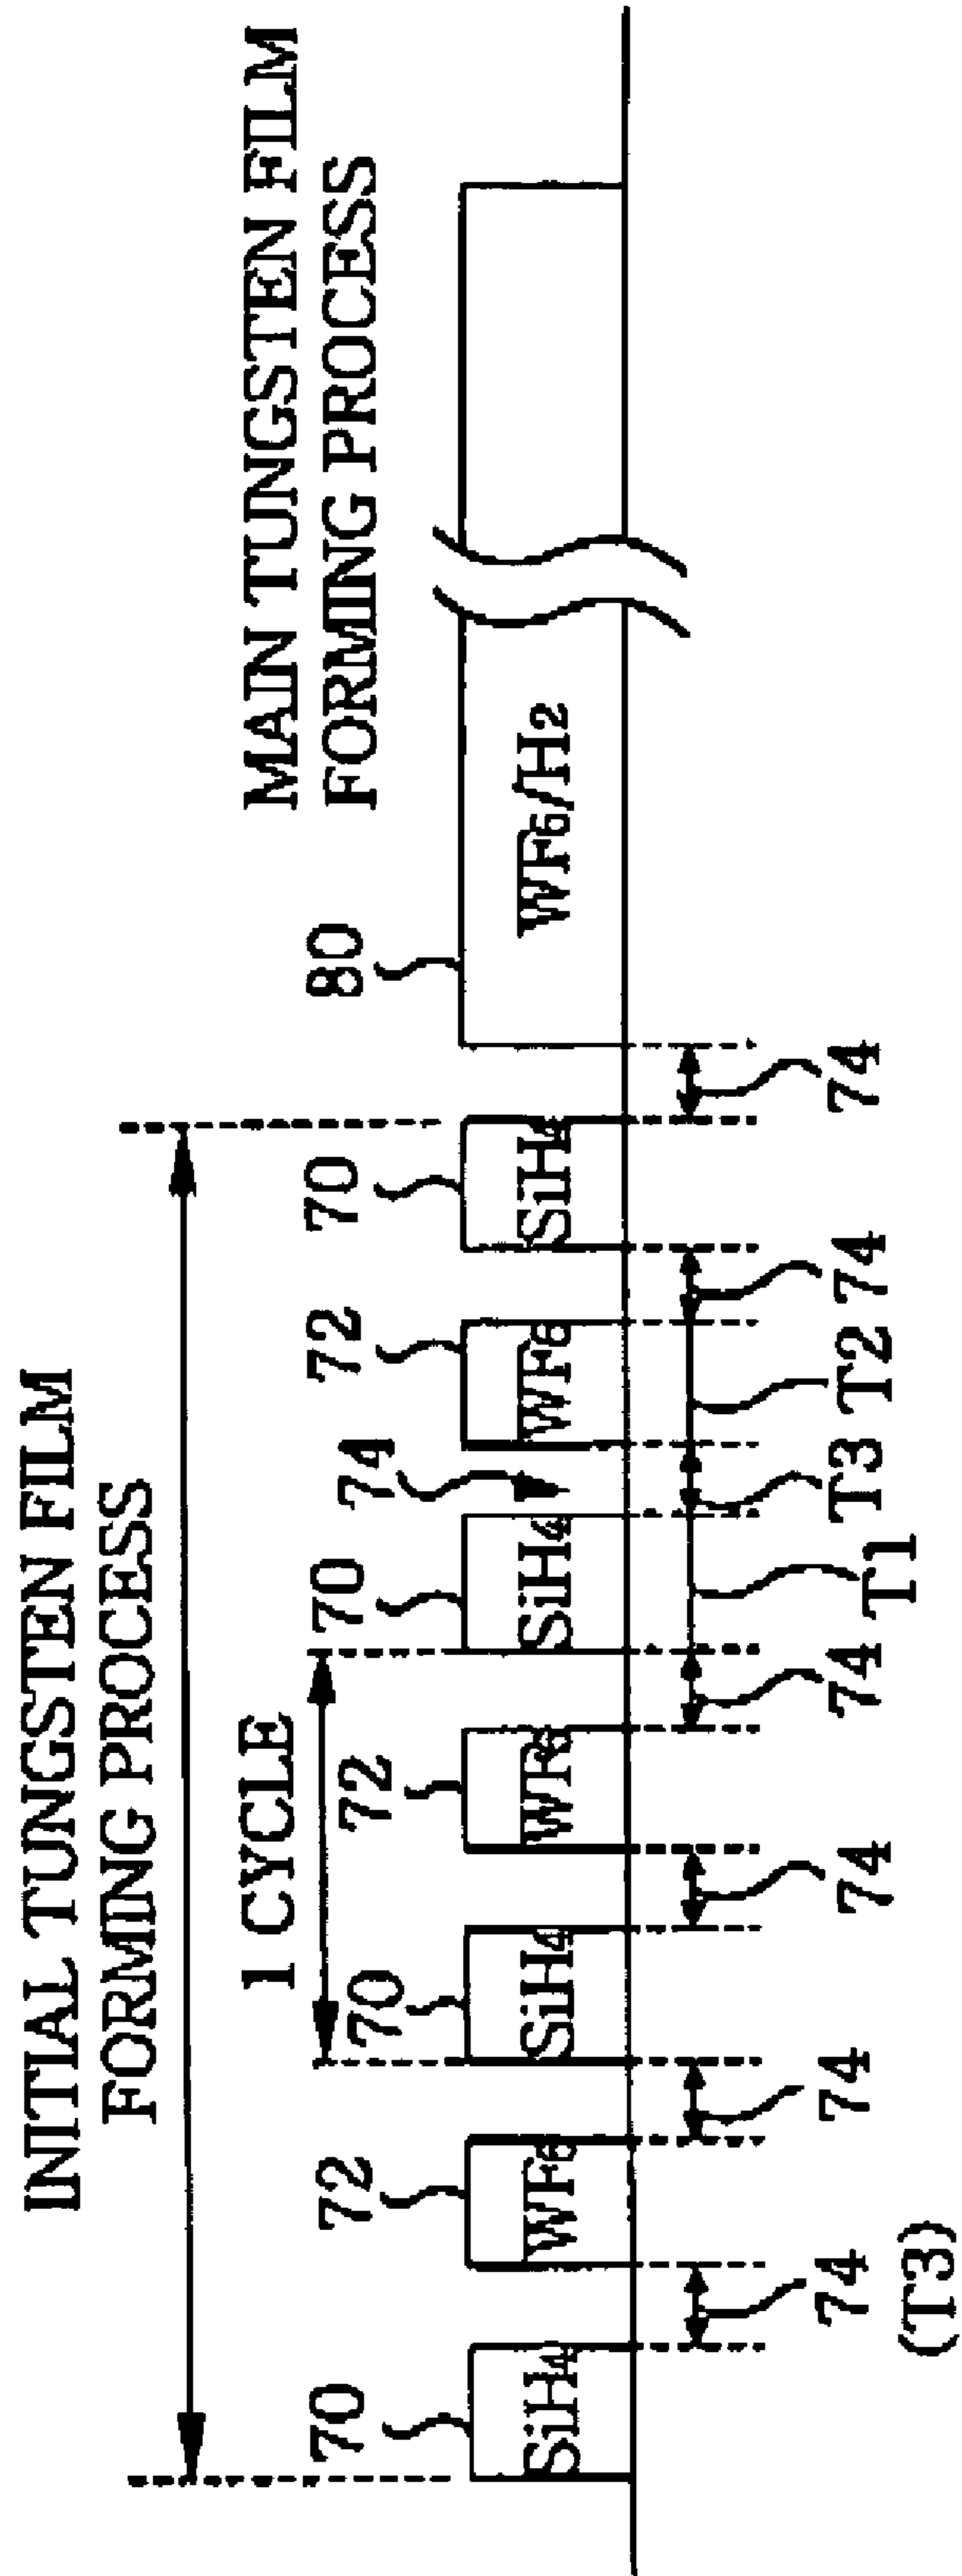 INITIAL TUNGSTEN FILM
FORMING PROCESS
MAIN TUNGSTEN FILM
FORMING PROCESS
1 CYCLE
70
72
70
72
70
74
72
70
80
SiH4
WF6
SiH4
WF6
SiH4
WF6
SiH4
WF6/H2
74
(T3)
74
74
74
T1
T3
T2
74
74